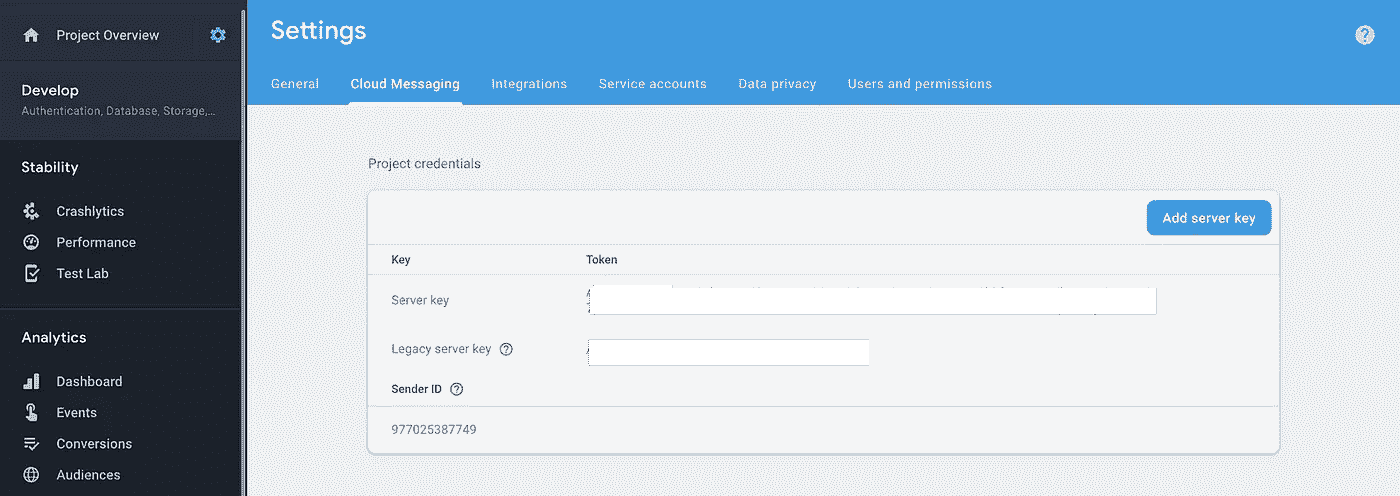 Project Overview
Develop
Authentication, Database, Storage,...
Stability
Crashlytics
Performance
Test Lab
Analytics
Dashboard
Events
Conversions
Audiences
Settings
General Cloud Messaging Integrations Service accounts Data privacy Users and permissions
Project credentials
Add server key
Key Token
Server key
Legacy server key
Sender ID
977025387749